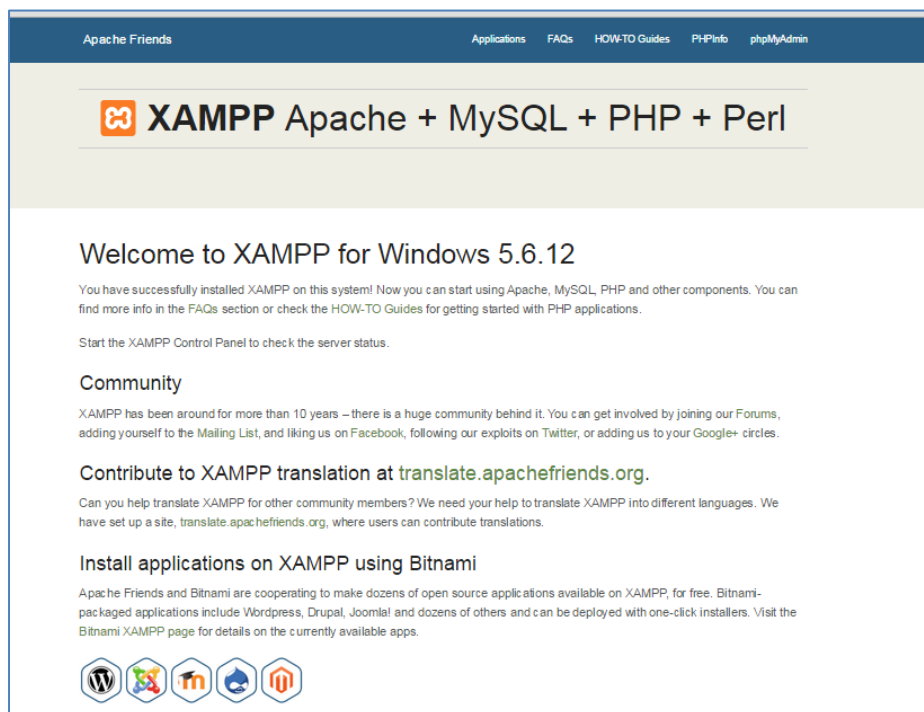 Apache Friends
Applications FAQs HOW-TO Guides PHPInfo phpMyAdmin
XAMPP Apache + MySQL + PHP + Perl
Welcome to XAMPP for Windows 5.6.12
You have successfully installed XAMPP on this system! Now you can start using Apache, MySQL, PHP and other components. You can
find more info in the FAQs section or check the HOW-TO Guides for getting started with PHP applications.
Start the XAMPP Control Panel to check the server status.
Community
XAMPP has been around for more than 10 years – there is a huge community behind it. You can get involved by joining our Forums,
adding yourself to the Mailing List, and liking us on Facebook, following our exploits on Twitter, or adding us to your Google+ circles.
Contribute to XAMPP translation at translate.apachefriends.org.
Can you help translate XAMPP for other community members? We need your help to translate XAMPP into different languages. We
have set up a site, translate.apachefriends.org, where users can contribute translations.
Install applications on XAMPP using Bitnami
Apache Friends and Bitnami are cooperating to make dozens of open source applications available on XAMPP, for free. Bitnami-
packaged applications include Wordpress, Drupal, Joomla! and dozens of others and can be deployed with one-click installers. Visit the
Bitnami XAMPP page for details on the currently available apps.